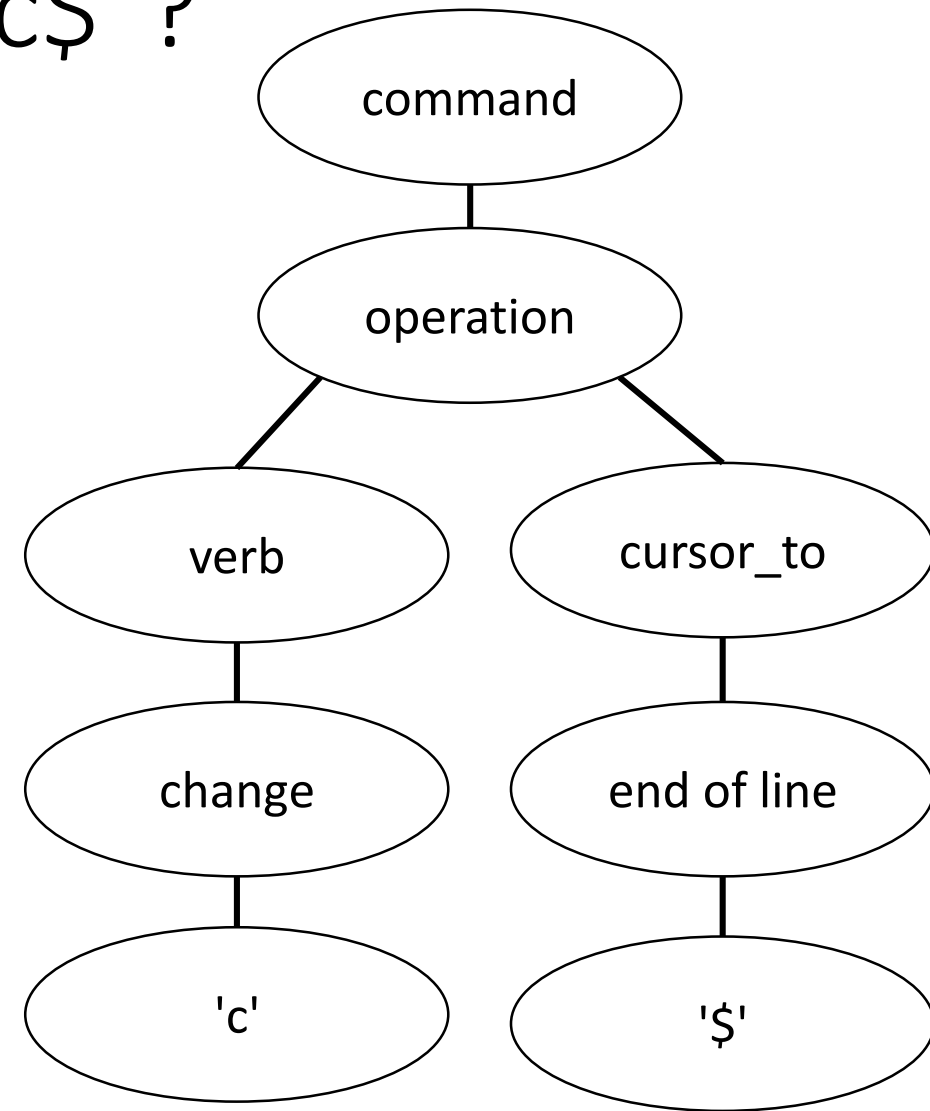 c$ ?
command
operation
verb
cursor_to
change
end of line
'c'
'$'